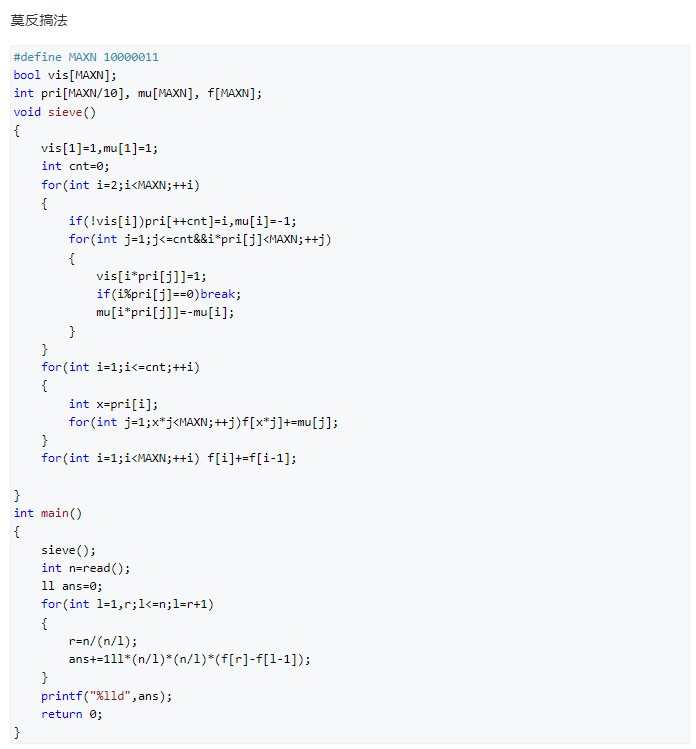 莫反搞法
#define MAXN 10000011
bool vis[MAXN];
int pri[MAXN/10], mu[MAXN], f[MAXN];
void sieve()
{
    vis[1]=1,mu[1]=1;
    int cnt=0;
    for(int i=2;i<MAXN;++i)
    {
        if(!vis[i])pri[++cnt]=i,mu[i]=-1;
        for(int j=1;j<=cnt&&i*pri[j]<MAXN;++j)
        {
            vis[i*pri[j]]=1;
            if(i%pri[j]==0)break;
            mu[i*pri[j]]=-mu[i];
        }
    }
    for(int i=1;i<=cnt;++i)
    {
        int x=pri[i];
        for(int j=1;x*j<MAXN;++j)f[x*j]+=mu[j];
    }
    for(int i=1;i<MAXN;++i) f[i]+=f[i-1];

}
int main()
{
    sieve();
    int n=read();
    ll ans=0;
    for(int l=1,r;l<=n;l=r+1)
    {
        r=n/(n/l);
        ans+=1ll*(n/l)*(n/l)*(f[r]-f[l-1]);
    }
    printf("%lld",ans);
    return 0;
}